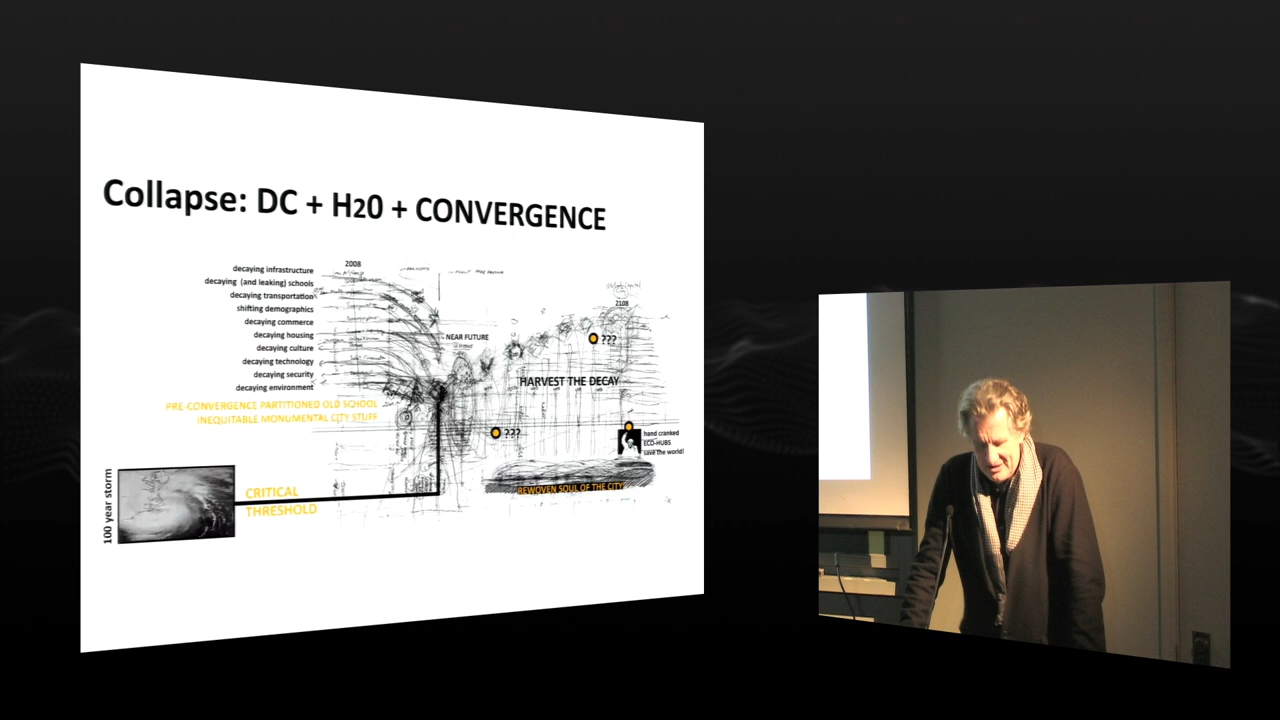 Collapse: DC + H20 + CONVERGENCE
2008
decaying infrastructure
decaying (and leaking) schools
decaying transportation
shifting demographics
decaying commerce
decaying housing
decaying culture
decaying technology
decaying security
decaying environment
PRE-CONVERGENCE PARTITIONED OLD SCHOOL
INEQUITABLE MONUMENTAL CITY STUFF
NEAR FUTURE
2108
???
HARVEST THE DECAY
???
hand cranked
ECO-HUBS
save the world!
REWOVEN SOUL OF THE CITY
100 year storm
CRITICAL
THRESHOLD